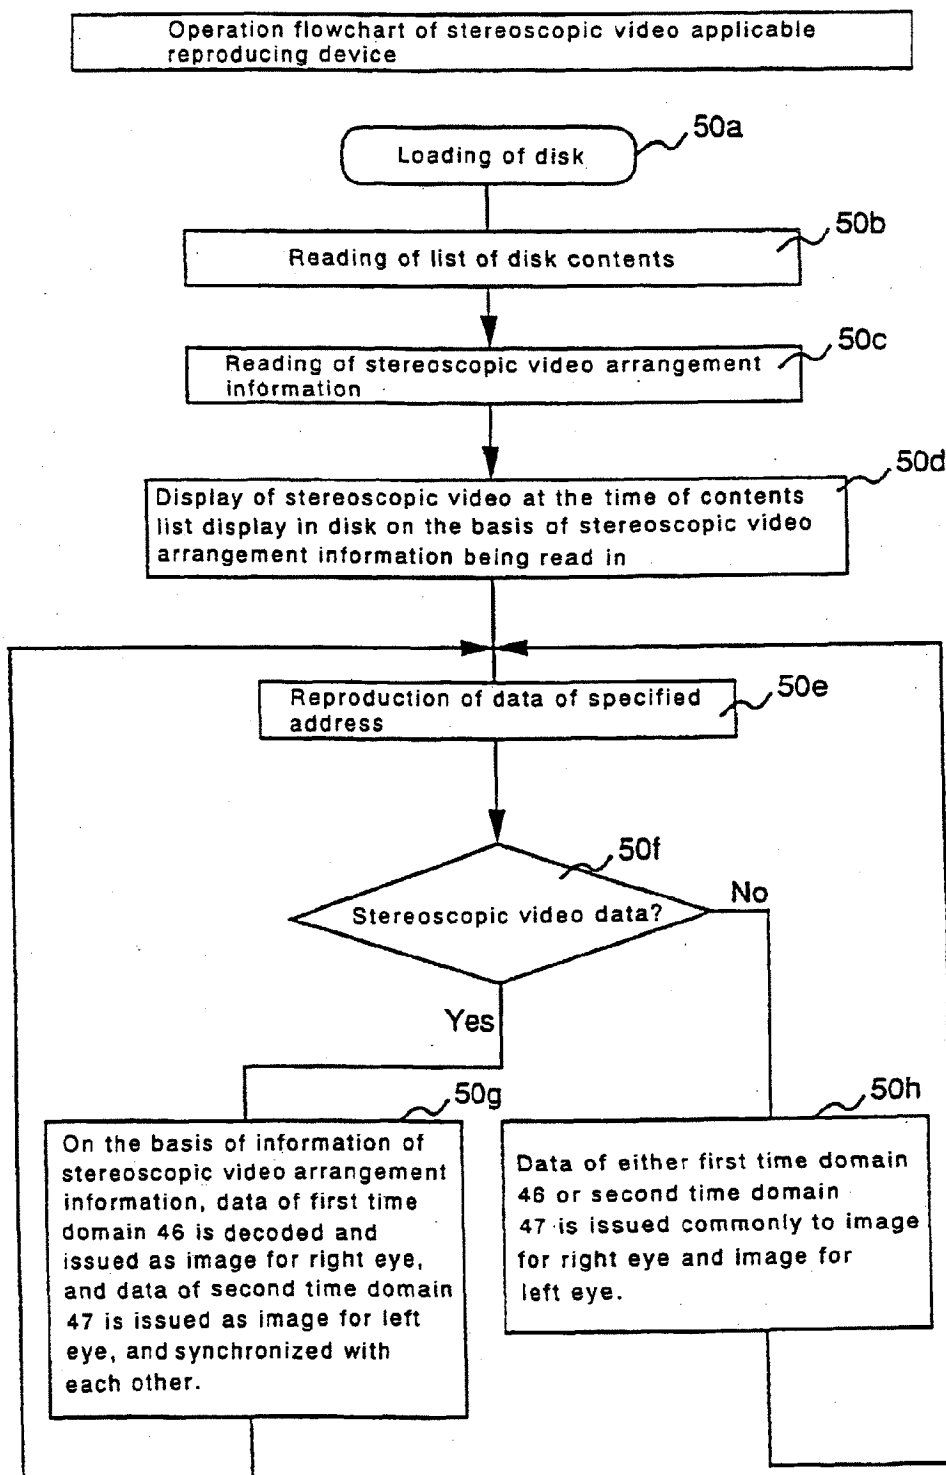 Operation flowchart of stereoscopic video applicable
reproducing device
50a
Loading of disk
50b
Reading of list of disk contents
50c
Reading of stereoscopic video arrangement
information
50d
Display of stereoscopic video at the time of contents
list display in disk on the basis of stereoscopic video
arrangement information being read in
50e
Reproduction of data of specified
address
50f
Stereoscopic video data?
No
Yes
50g
On the basis of information of
stereoscopic video arrangement
information, data of first time
domain 46 is decoded and
issued as image for right eye,
and data of second time domain
47 is issued as image for left
eye, and synchronized with
each other.
50h
Data of either first time domain
46 or second time domain
47 is issued commonly to image
for right eye and image for
left eye.